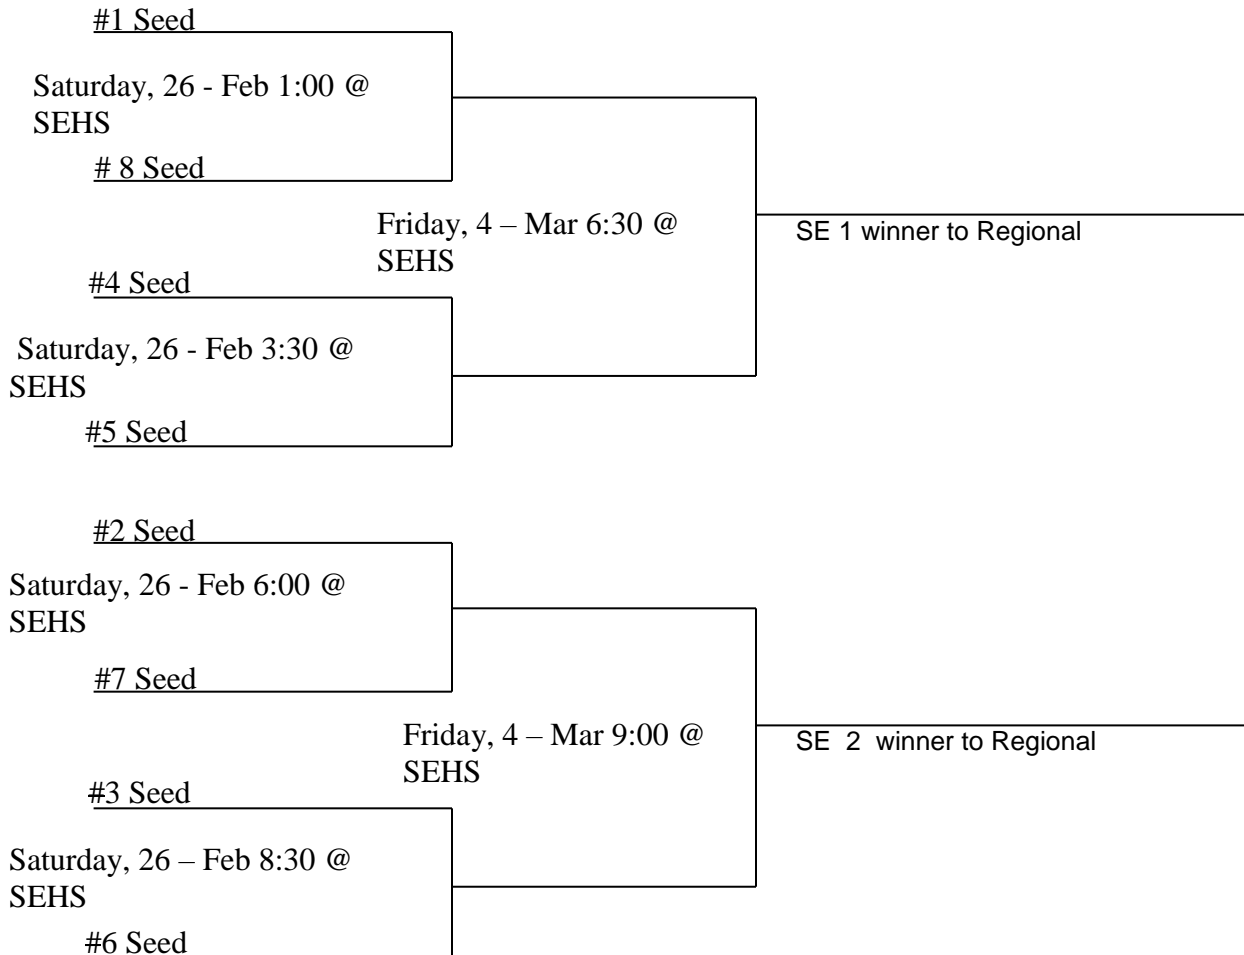 #1 Seed
Saturday, 26 - Feb 1:00 @
SEHS
# 8 Seed
Friday, 4 – Mar 6:30 @
SEHS
SE 1 winner to Regional
#4 Seed
Saturday, 26 - Feb 3:30 @
SEHS
#5 Seed
#2 Seed
Saturday, 26 - Feb 6:00 @
SEHS
#7 Seed
Friday, 4 – Mar 9:00 @
SEHS
SE 2 winner to Regional
#3 Seed
Saturday, 26 – Feb 8:30 @
SEHS
#6 Seed